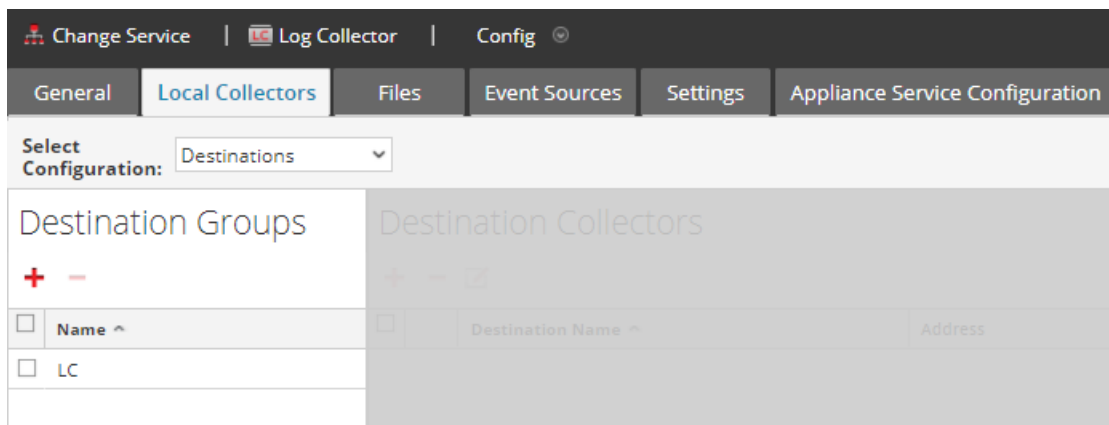 Change Service | LC Log Collector | Config
General Local Collectors Files Event Sources Settings Appliance Service Configuration
Select
Configuration: Destinations
Destination Groups Destination Collectors
Name Destination Name Address
LC